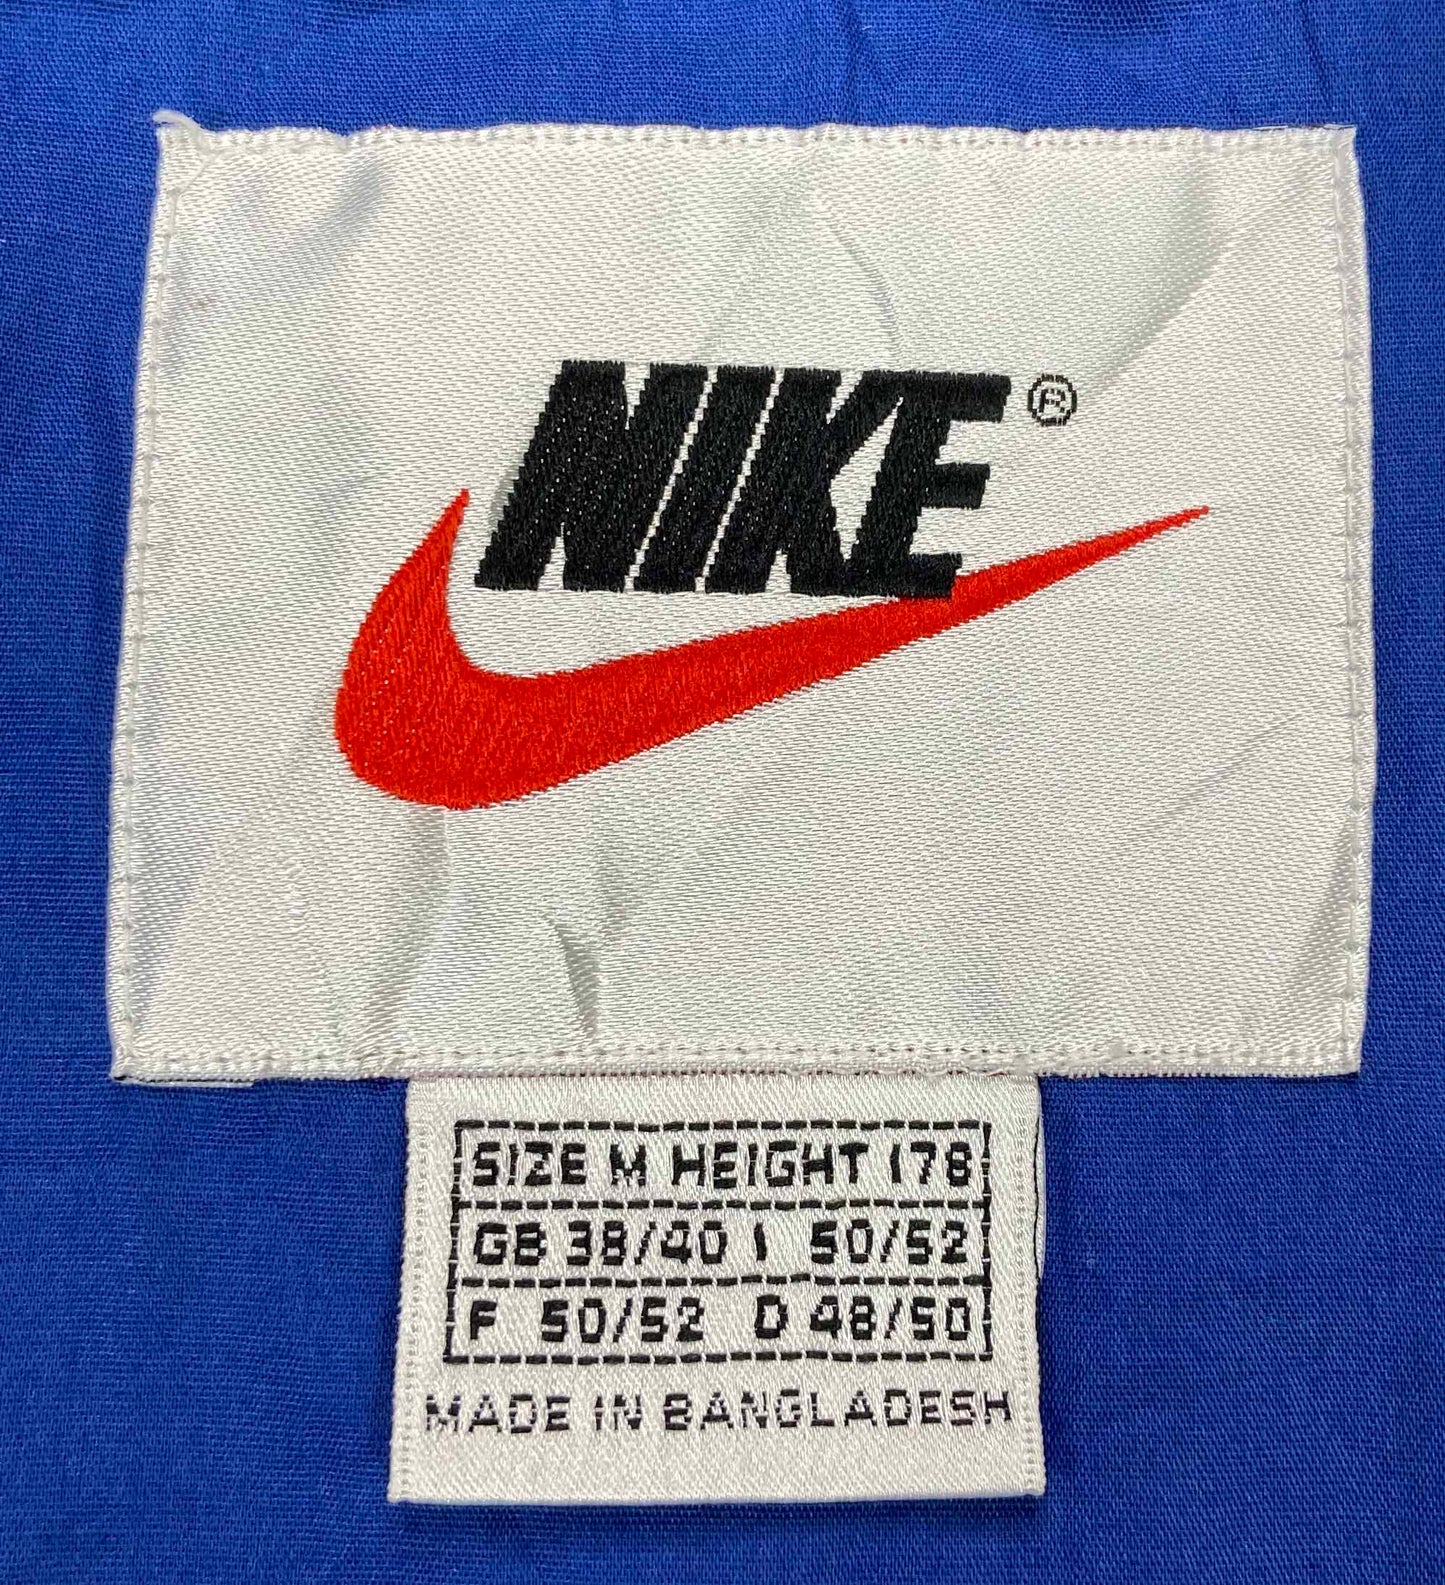 NIKE®
SIZE M HEIGHT 178
GB 38/40 I 50/52
F 50/52 D 48/50
MADE IN BANGLADESH